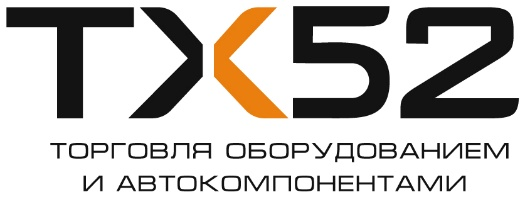 ТХ52
ТОРГОВЛЯ ОБОРУДОВАНИЕМ
И АВТОКОМПОНЕНТАМИ